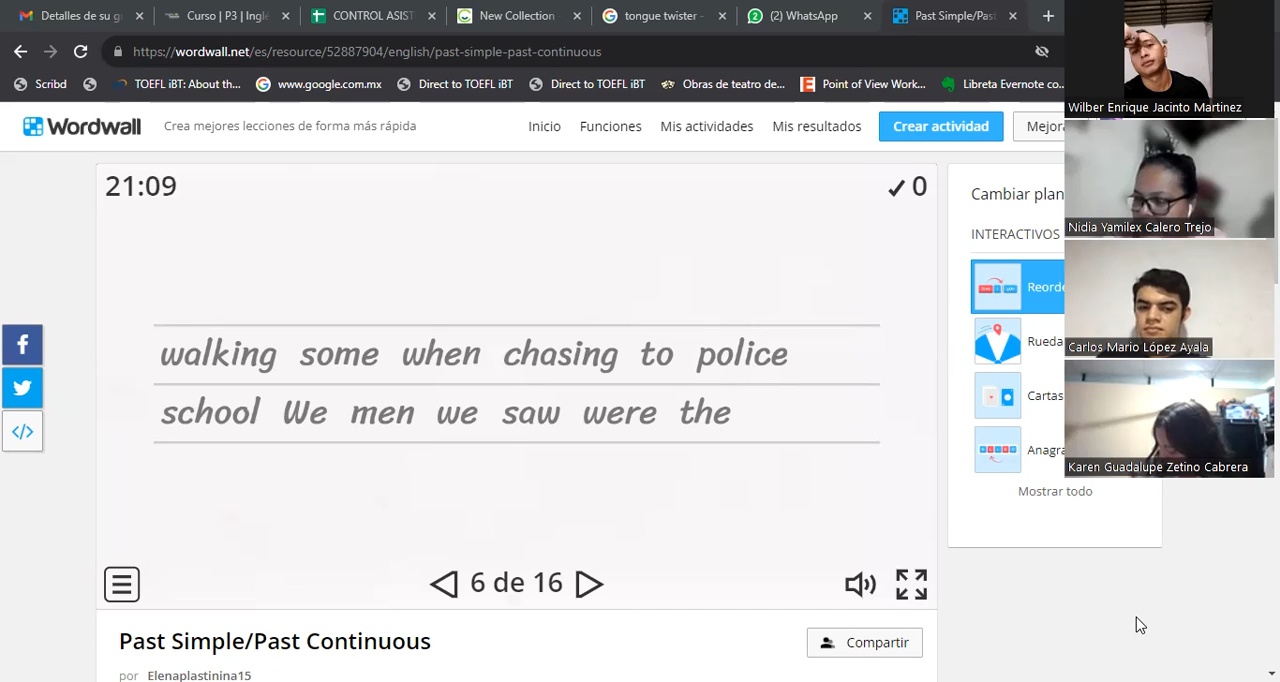 Detalles de su g
Curso | P3 | Inglé
CONTROL ASIST
New Collection
tongue twister -
(2) WhatsApp
Past Simple/Past
https://wordwall.net/es/resource/52887904/english/past-simple-past-continuous
Scribd
TOEFL iBT: About th...
www.google.com.mx
Direct to TOEFL iBT
Direct to TOEFL iBT
Obras de teatro de...
Point of View Work...
Libreta Evernote co...
Wordwall
Crea mejores lecciones de forma más rápida
Inicio
Funciones
Mis actividades
Mis resultados
Crear actividad
Mejora
21:09
0
walking some when chasing to police
school We men we saw were the
6 de 16
Cambiar plan
INTERACTIVOS
Reorde
Rueda
Cartas
Anagra
Mostrar todo
Past Simple/Past Continuous
Compartir
por Elenaplastinina15
Wilber Enrique Jacinto Martinez
Nidia Yamilex Calero Trejo
Carlos Mario López Ayala
Karen Guadalupe Zetino Cabrera